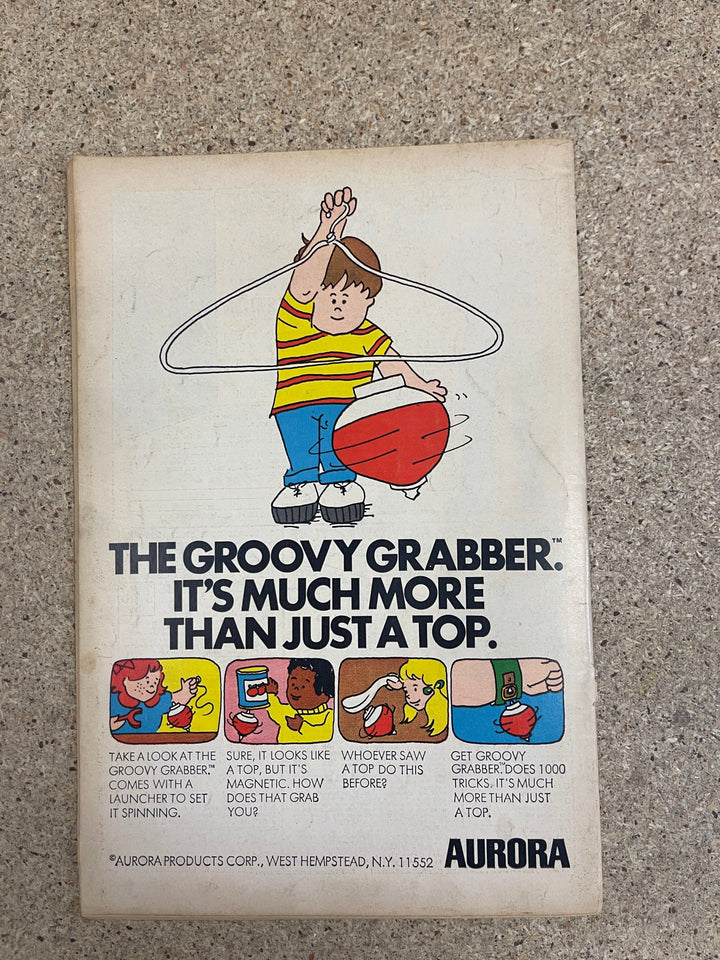 THE GROOVY GRABBER.™
IT'S MUCH MORE
THAN JUST A TOP.
TAKE A LOOK AT THE
GROOVY GRABBER.™
COMES WITH A
LAUNCHER TO SET
IT SPINNING.
SURE, IT LOOKS LIKE
A TOP, BUT IT'S
MAGNETIC. HOW
DOES THAT GRAB
YOU?
WHOEVER SAW
A TOP DO THIS
BEFORE?
GET GROOVY
GRABBER.™ DOES 1000
TRICKS. IT'S MUCH
MORE THAN JUST
A TOP.
©AURORA PRODUCTS CORP., WEST HEMPSTEAD, N.Y. 11552
AURORA